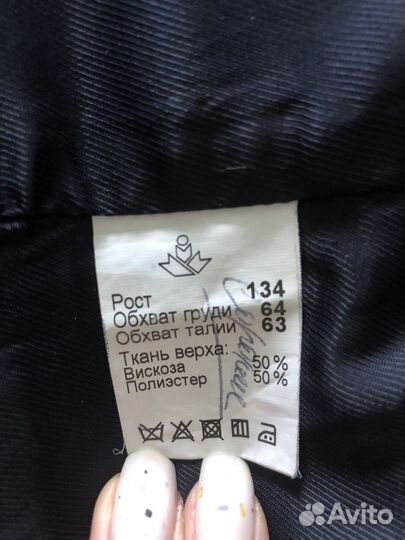 Рост 134
Обхват груди 64
Обхват талии 63
Ткань верха:
Вискоза 50%
Полиэстер 50%
Avito